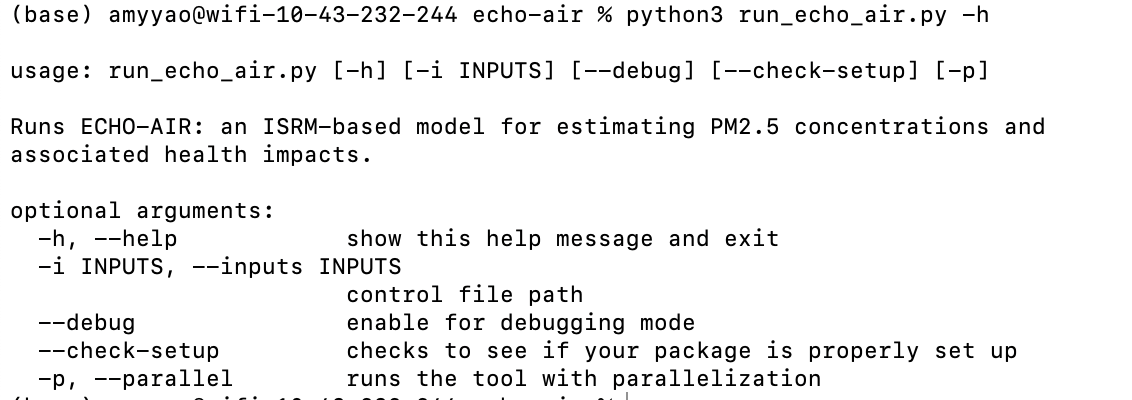 (base) amyyao@wifi-10-43-232-244 echo-air % python3 run_echo_air.py -h
usage: run_echo_air.py [-h] [-i INPUTS] [--debug] [--check-setup] [-p]
Runs ECHO-AIR: an ISRM-based model for estimating PM2.5 concentrations and
associated health impacts.
optional arguments:
-h, --help show this help message and exit
-i INPUTS, --inputs INPUTS
control file path
--debug enable for debugging mode
--check-setup checks to see if your package is properly set up
-p, --parallel runs the tool with parallelization